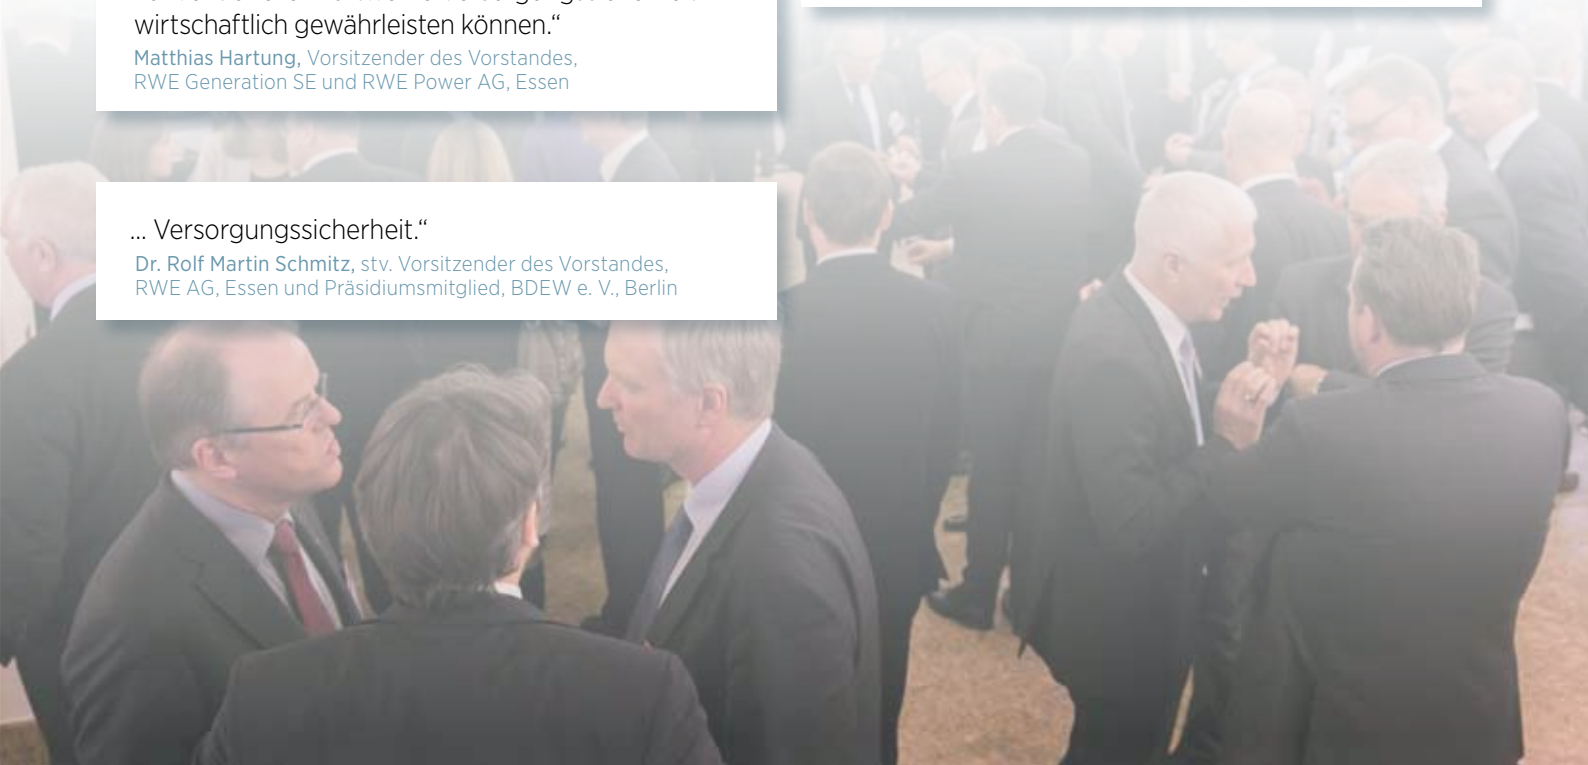 wirtschaftlich gewährleisten können.“
Matthias Hartung, Vorsitzender des Vorstandes,
RWE Generation SE und RWE Power AG, Essen
... Versorgungssicherheit.“
Dr. Rolf Martin Schmitz, stv. Vorsitzender des Vorstandes,
RWE AG, Essen und Präsidiumsmitglied, BDEW e. V., Berlin